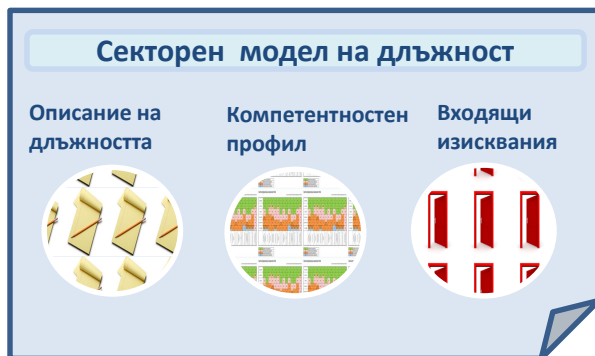 Секторен модел на длъжност
Описание на
длъжността
Компетентностен
профил
Входящи
изисквания